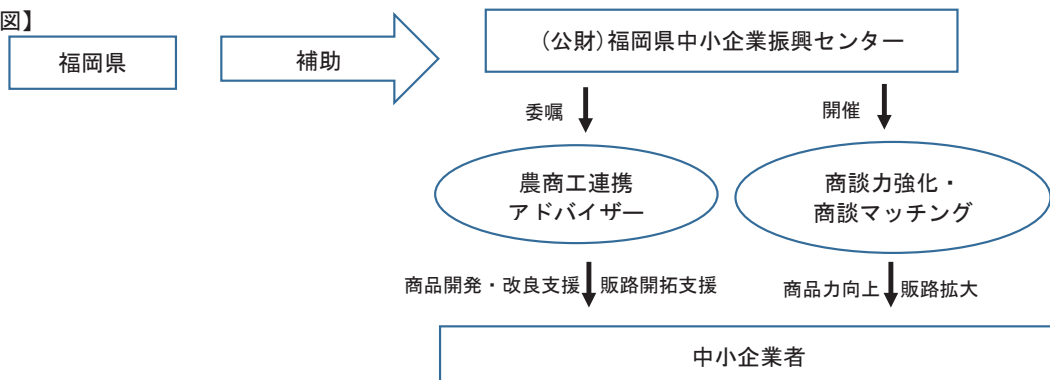 図】
福岡県
補助
(公財)福岡県中小企業振興センター
委嘱
開催
農商工連携
アドバイザー
商談力強化・
商談マッチング
商品開発・改良支援
販路開拓支援
商品力向上
販路拡大
中小企業者